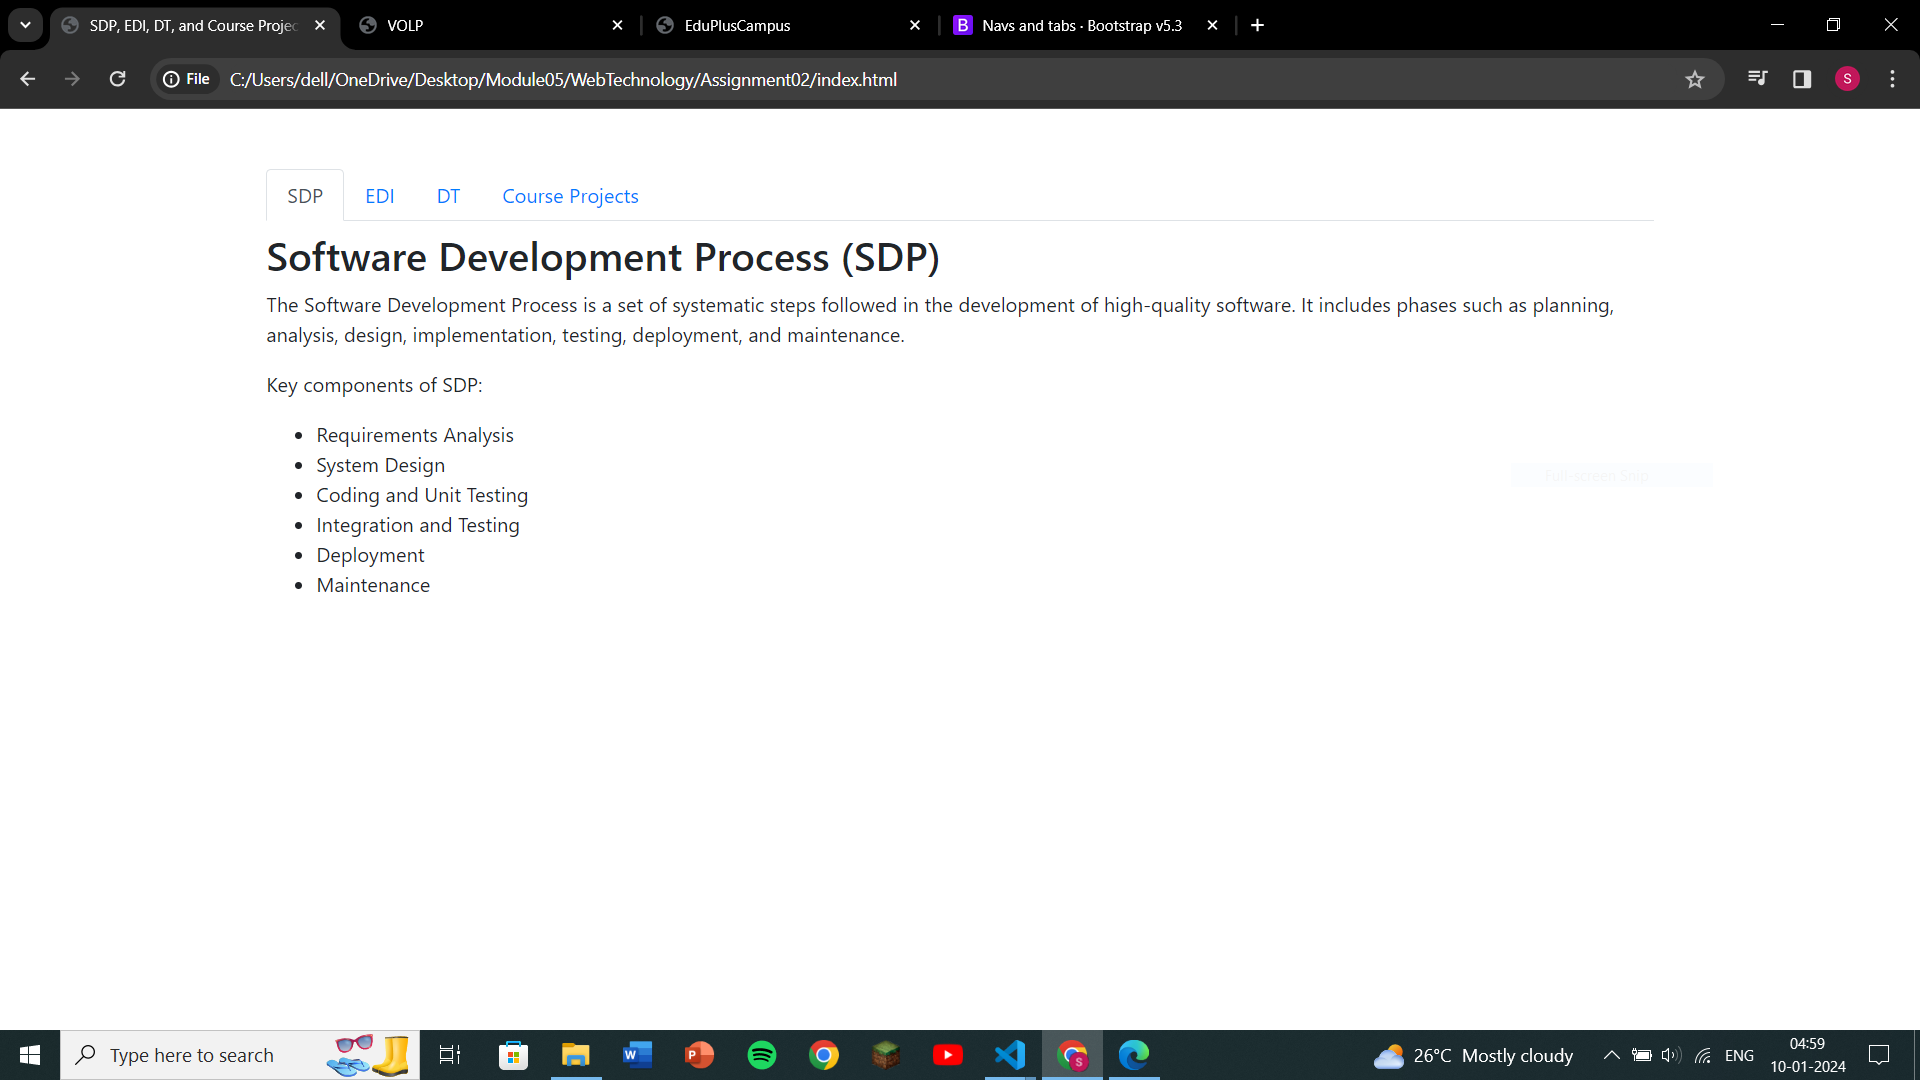 SDP, EDI, DT, and Course Projec
VOLP
EduPlusCampus
B Navs and tabs · Bootstrap v5.3
File C:/Users/dell/OneDrive/Desktop/Module05/WebTechnology/Assignment02/index.html
S
SDP EDI DT Course Projects
Software Development Process (SDP)
The Software Development Process is a set of systematic steps followed in the development of high-quality software. It includes phases such as planning,
analysis, design, implementation, testing, deployment, and maintenance.
Key components of SDP:
Requirements Analysis
System Design
Full-screen Snip
Coding and Unit Testing
Integration and Testing
Deployment
Maintenance
Type here to search
W
P
S
26°C Mostly cloudy
ENG
04:59
10-01-2024